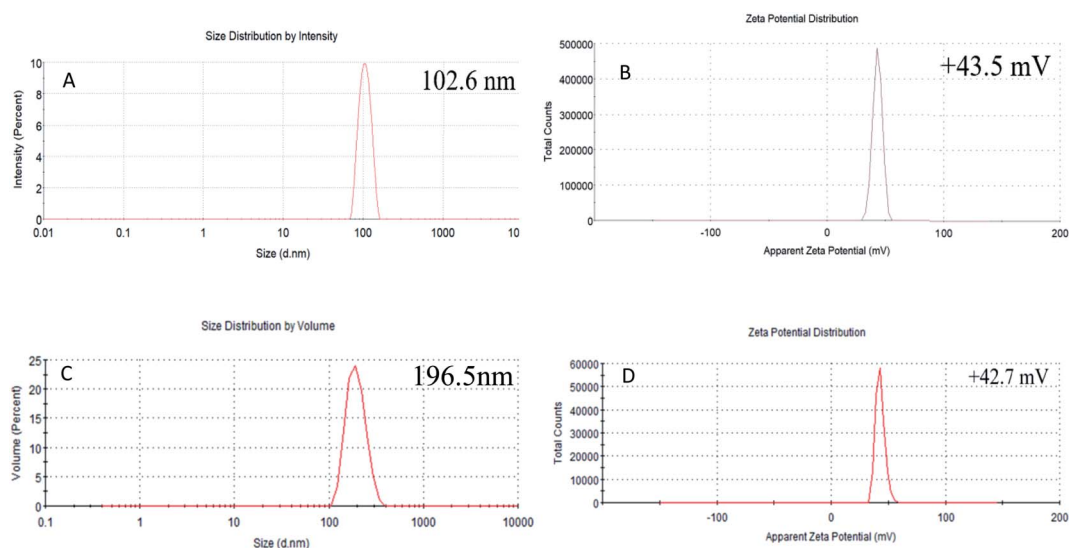 Size Distribution by Intensity
A
102.6 nm
Intensity (Percent)
10
8
6
4
2
0
0.01 0.1 1 10 100 1000 10
Size (d.nm)
Zeta Potential Distribution
B
+43.5 mV
Total Counts
500000
400000
300000
200000
100000
0
-100 0 100 200
Apparent Zeta Potential (mV)
Size Distribution by Volume
C
196.5nm
Volume (Percent)
25
20
15
10
5
0
0.1 1 10 100 1000 10000
Size (d.nm)
Zeta Potential Distribution
D
+42.7 mV
Total Counts
60000
50000
40000
30000
20000
10000
0
-100 0 100 200
Apparent Zeta Potential (mV)